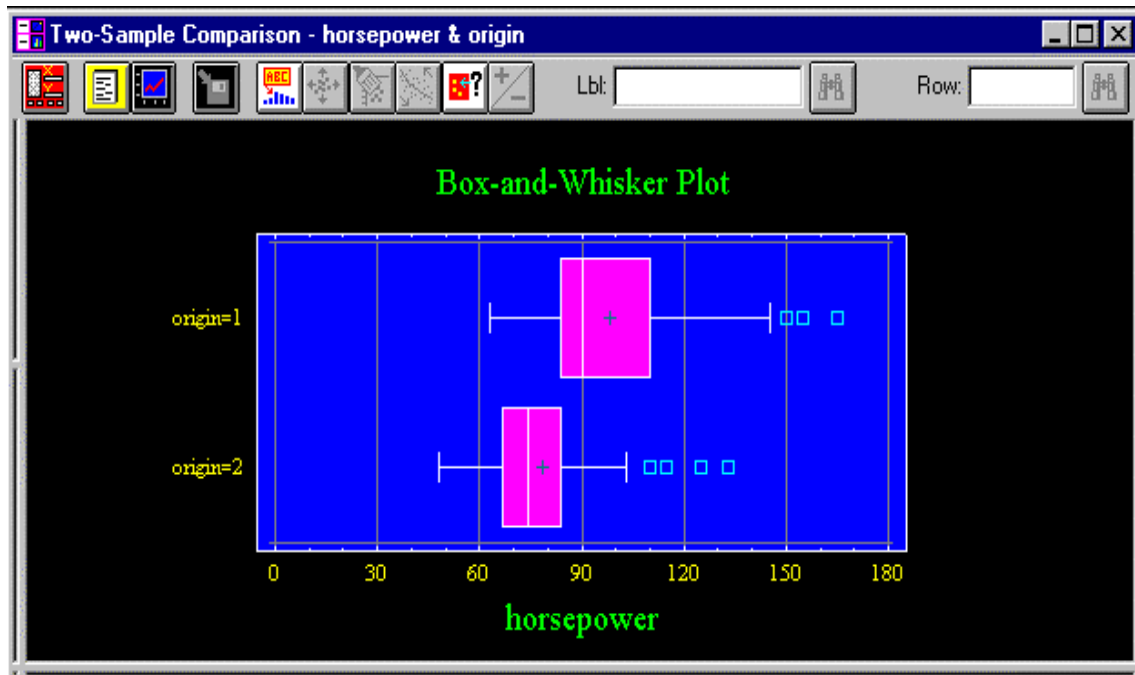 Two-Sample Comparison - horsepower & origin
ABC ? +/- Lbl: Row:
Box-and-Whisker Plot
origin=1
origin=2
0 30 60 90 120 150 180
horsepower